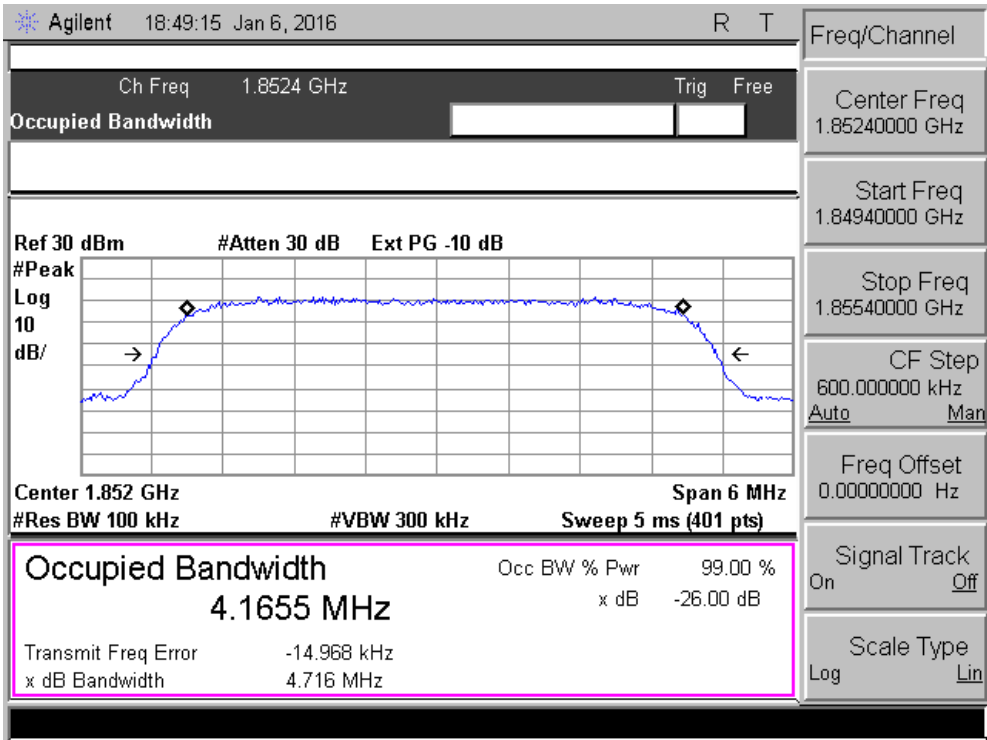 Agilent 18:49:15 Jan 6, 2016 R T
Ch Freq 1.8524 GHz Trig Free
Occupied Bandwidth
Ref 30 dBm #Atten 30 dB Ext PG -10 dB
#Peak
Log
10
dB/
Center 1.852 GHz Span 6 MHz
#Res BW 100 kHz #VBW 300 kHz Sweep 5 ms (401 pts)
Occupied Bandwidth Occ BW % Pwr 99.00 %
4.1655 MHz x dB -26.00 dB
Transmit Freq Error -14.968 kHz
x dB Bandwidth 4.716 MHz
Freq/Channel
Center Freq
1.85240000 GHz
Start Freq
1.84940000 GHz
Stop Freq
1.85540000 GHz
CF Step
600.000000 kHz
Auto Man
Freq Offset
0.00000000 Hz
Signal Track
On Off
Scale Type
Log Lin